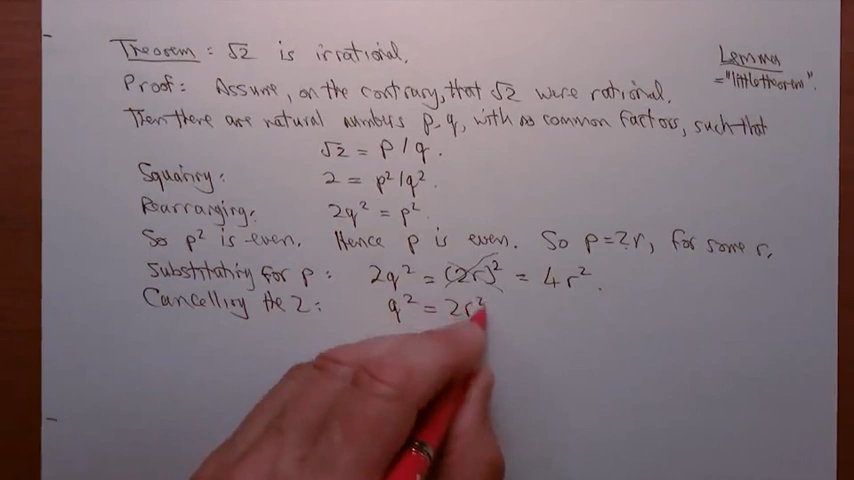 Theorem: √2 is irrational.
Lemma
= "little theorem".
Proof: Assume, on the contrary, that √2 were rational.
Then there are natural numbers p, q, with no common factors, such that
√2 = p/q.
Squaring: 2 = p²/q².
Rearranging: 2q² = p².
So p² is even. Hence p is even. So p=2r, for some r.
Substituting for p: 2q² = (2r)² = 4r².
Cancelling the 2: q² = 2r²